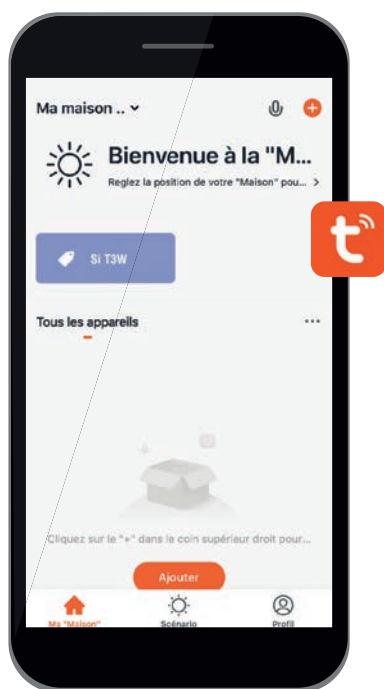 Ma maison ..
Bienvenue à la "M...
Reglez la position de votre "Maison" pou... >
Si T3W
Tous les appareils
...
Cliquez sur le "+" dans le coin supérieur droit pour...
Ajouter
Ma "Maison"
Scénario
Profil